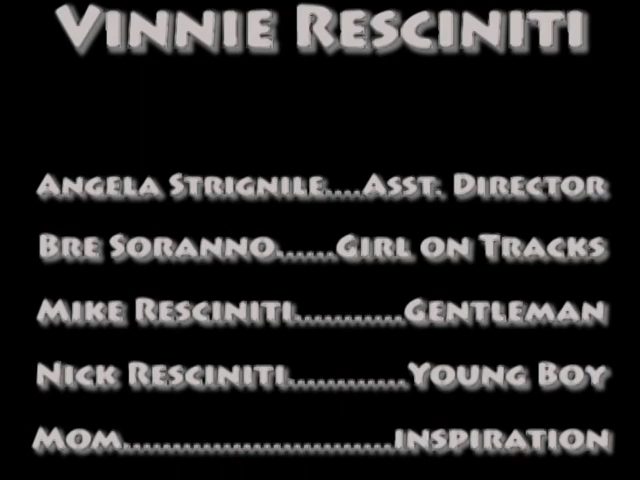 Vinnie Resciniti
Angela Strignile....Asst. Director
Bre Soranno......Girl on Tracks
Mike Resciniti...........Gentleman
Nick Resciniti............Young Boy
Mom..........................inspiration